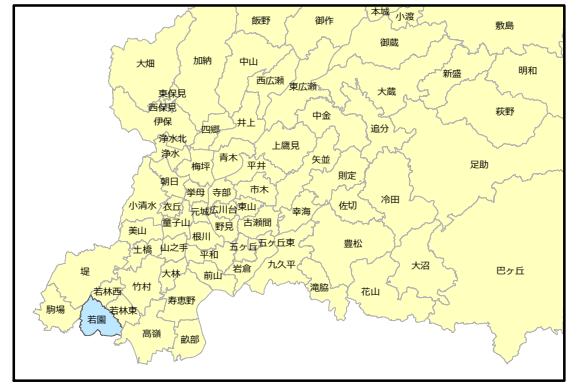 本城
小渡
飯野
御作
敷島
御蔵
大畑
加納
中山
西広瀬
東広瀬
新盛
明和
大蔵
萩野
東保見
西保見
伊保
四郷
井上
中金
追分
浄水北
浄水
上鷹見
矢並
足助
梅坪
青木
平井
則定
朝日
挙母
寺部
市木
佐切
冷田
小清水
衣丘
元城
広川台
東山
幸海
童子山
野見
古瀬間
美山
根川
山之手
五ヶ丘
五ヶ丘東
豊松
土橋
平和
岩倉
九久平
大沼
巴ヶ丘
堤
大林
前山
竹村
滝脇
花山
若林西
寿恵野
駒場
若林東
若園
高嶺
畝部